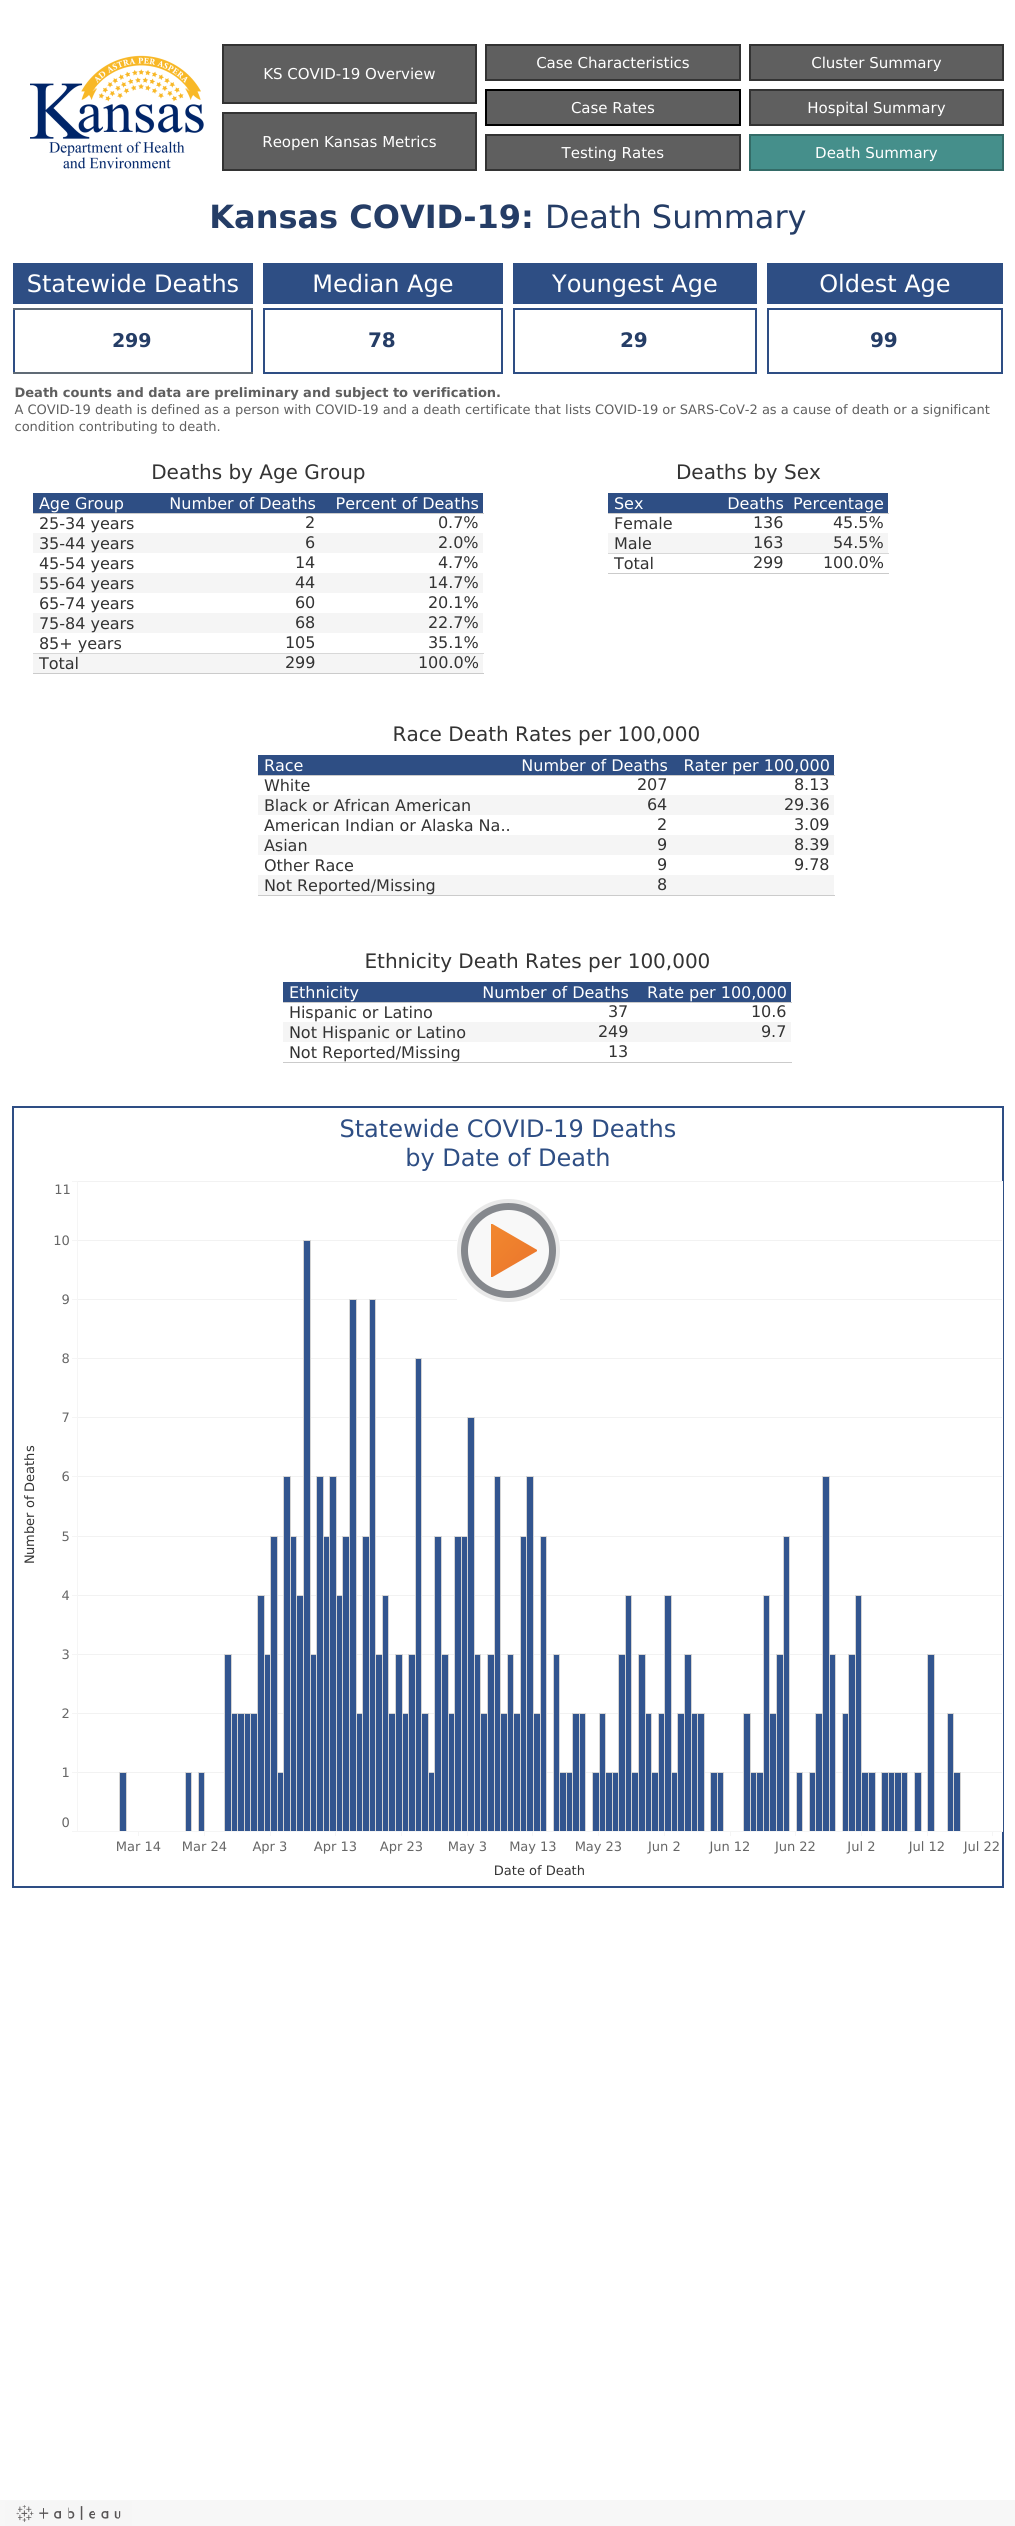 AD ASTRA PER ASPERA
Kansas
Department of Health
and Environment
KS COVID-19 Overview
Reopen Kansas Metrics
Case Characteristics
Case Rates
Testing Rates
Cluster Summary
Hospital Summary
Death Summary
Kansas COVID-19: Death Summary
Statewide Deaths Median Age Youngest Age Oldest Age
299 78 29 99
Death counts and data are preliminary and subject to verification.
A COVID-19 death is defined as a person with COVID-19 and a death certificate that lists COVID-19 or SARS-CoV-2 as a cause of death or a significant
condition contributing to death.
Deaths by Age Group
Age Group Number of Deaths Percent of Deaths
25-34 years 2 0.7%
35-44 years 6 2.0%
45-54 years 14 4.7%
55-64 years 44 14.7%
65-74 years 60 20.1%
75-84 years 68 22.7%
85+ years 105 35.1%
Total 299 100.0%
Deaths by Sex
Sex Deaths Percentage
Female 136 45.5%
Male 163 54.5%
Total 299 100.0%
Race Death Rates per 100,000
Race Number of Deaths Rater per 100,000
White 207 8.13
Black or African American 64 29.36
American Indian or Alaska Na.. 2 3.09
Asian 9 8.39
Other Race 9 9.78
Not Reported/Missing 8
Ethnicity Death Rates per 100,000
Ethnicity Number of Deaths Rate per 100,000
Hispanic or Latino 37 10.6
Not Hispanic or Latino 249 9.7
Not Reported/Missing 13
Statewide COVID-19 Deaths
by Date of Death
11
10
9
8
7
6
5
4
3
2
1
0
Number of Deaths
Mar 14 Mar 24 Apr 3 Apr 13 Apr 23 May 3 May 13 May 23 Jun 2 Jun 12 Jun 22 Jul 2 Jul 12 Jul 22
Date of Death
tableau